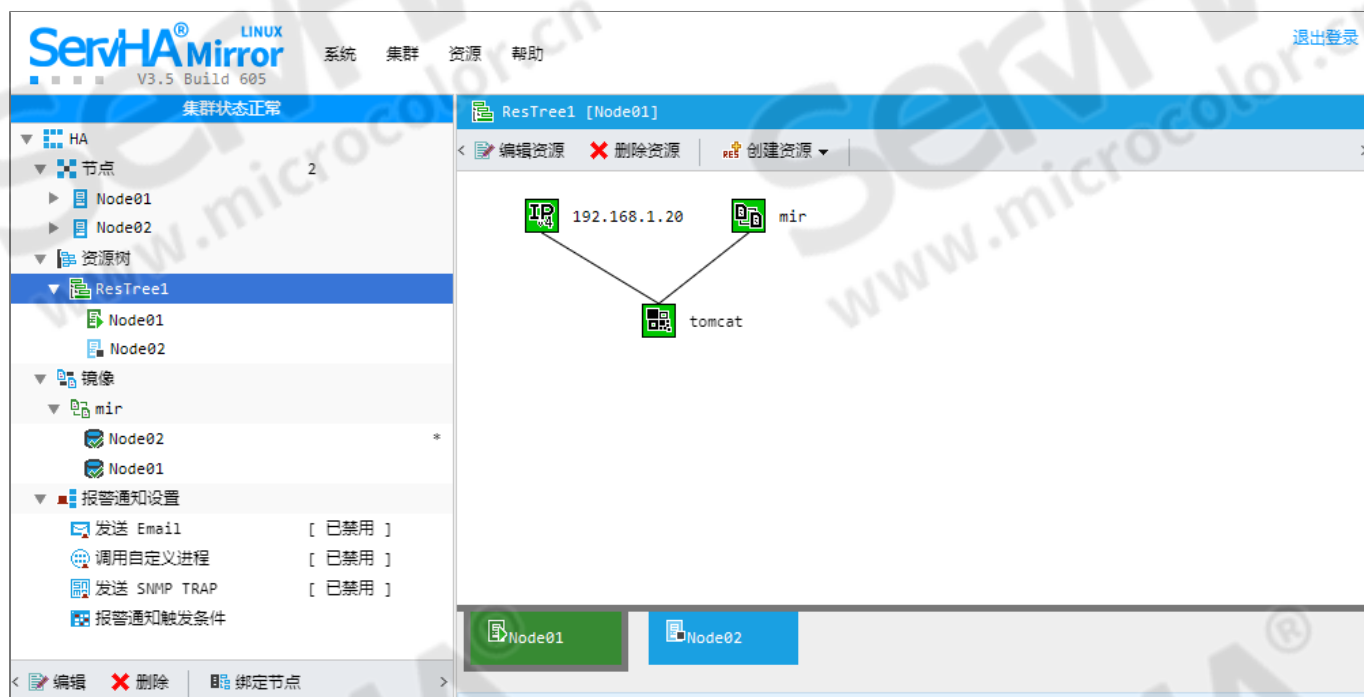 ServHA® Mirror LINUX
V3.5 Build 605
系统 集群 资源 帮助
退出登录
集群状态正常
HA
节点 2
Node01
Node02
资源树
ResTree1
Node01
Node02
镜像
mir
Node02 *
Node01
报警通知设置
发送 Email [ 已禁用 ]
调用自定义进程 [ 已禁用 ]
发送 SNMP TRAP [ 已禁用 ]
报警通知触发条件
< 编辑 删除 绑定节点 >
ResTree1 [Node01]
< 编辑资源 删除资源 RES 创建资源 >
IP v4 192.168.1.20 mir
tomcat
Node01 Node02
ServHA®
www.microcolor.cn